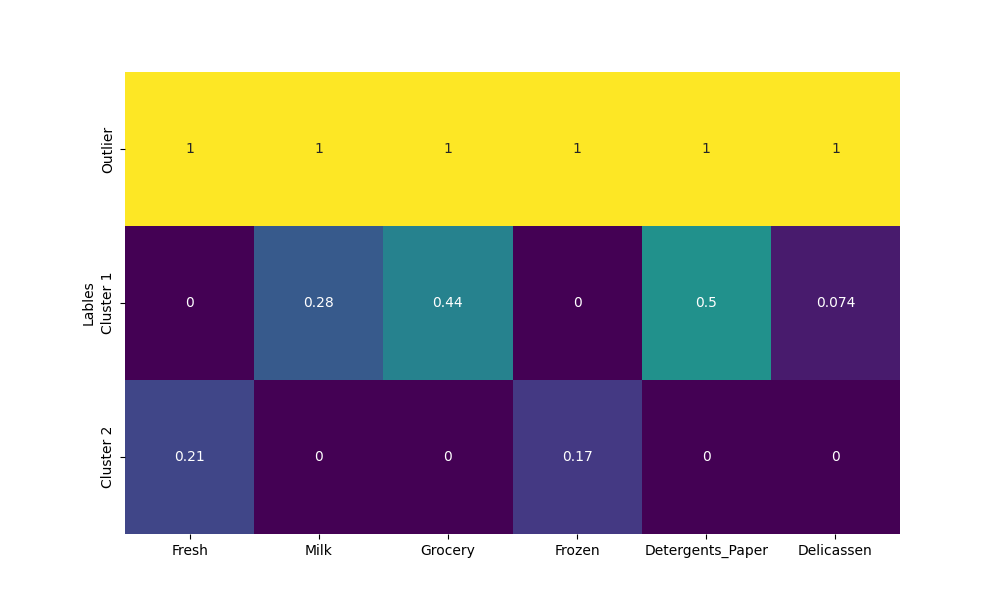 Outlier
1 1 1 1 1 1
Lables
Cluster 1
0 0.28 0.44 0 0.5 0.074
Cluster 2
0.21 0 0 0.17 0 0
Fresh Milk Grocery Frozen Detergents_Paper Delicassen